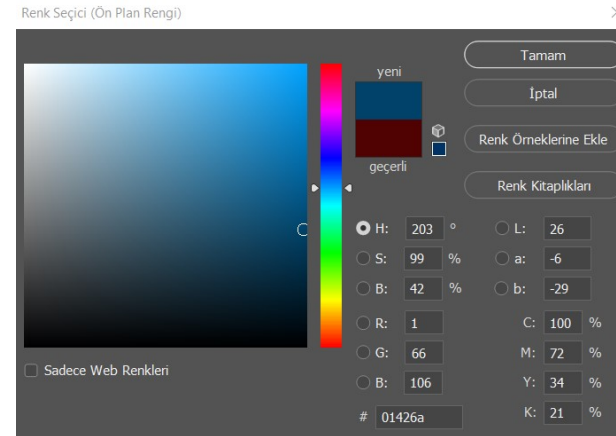 Renk Seçici (Ön Plan Rengi)
yeni
geçerli
Tamam
İptal
Renk Örneklerine Ekle
Renk Kitaplıkları
H: 203 °
S: 99 %
B: 42 %
R: 1
G: 66
B: 106
# 01426a
L: 26
a: -6
b: -29
C: 100 %
M: 72 %
Y: 34 %
K: 21 %
Sadece Web Renkleri